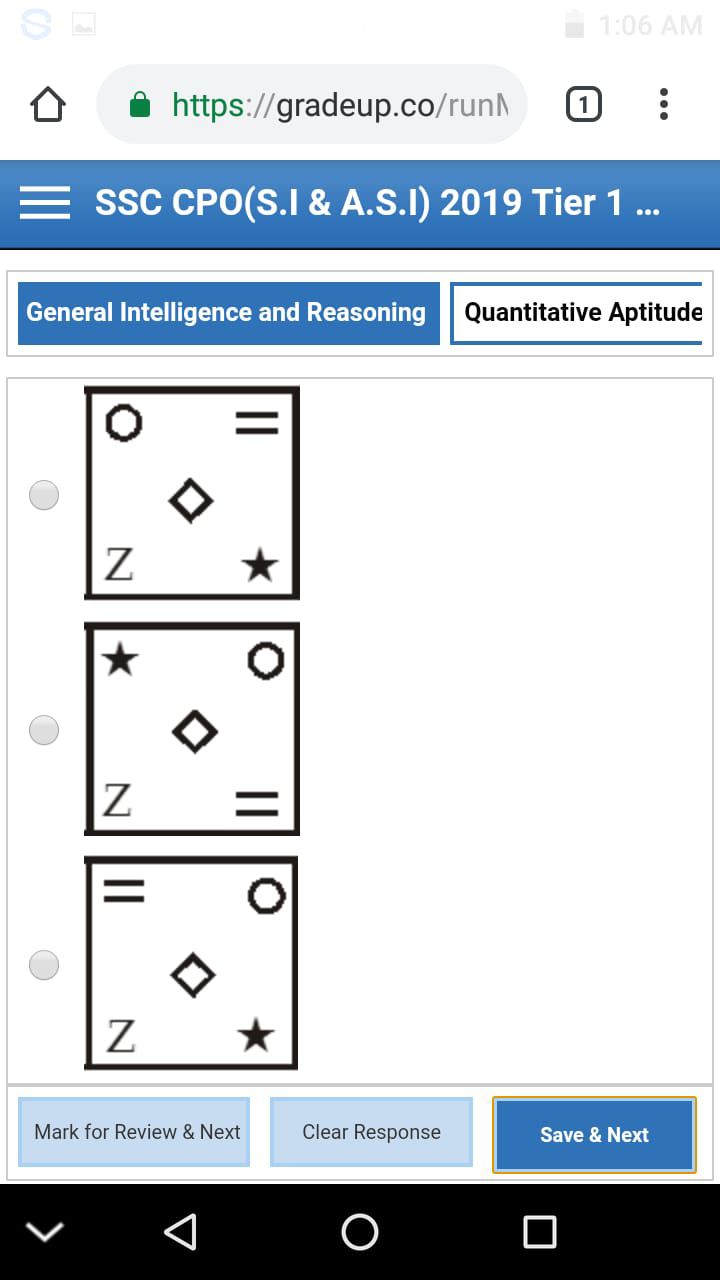 1:06 AM
https://gradeup.co/runM
1
SSC CPO(S.I & A.S.I) 2019 Tier 1 ...
General Intelligence and Reasoning
Quantitative Aptitude
=
Z
Z
=
=
Z
Mark for Review & Next
Clear Response
Save & Next